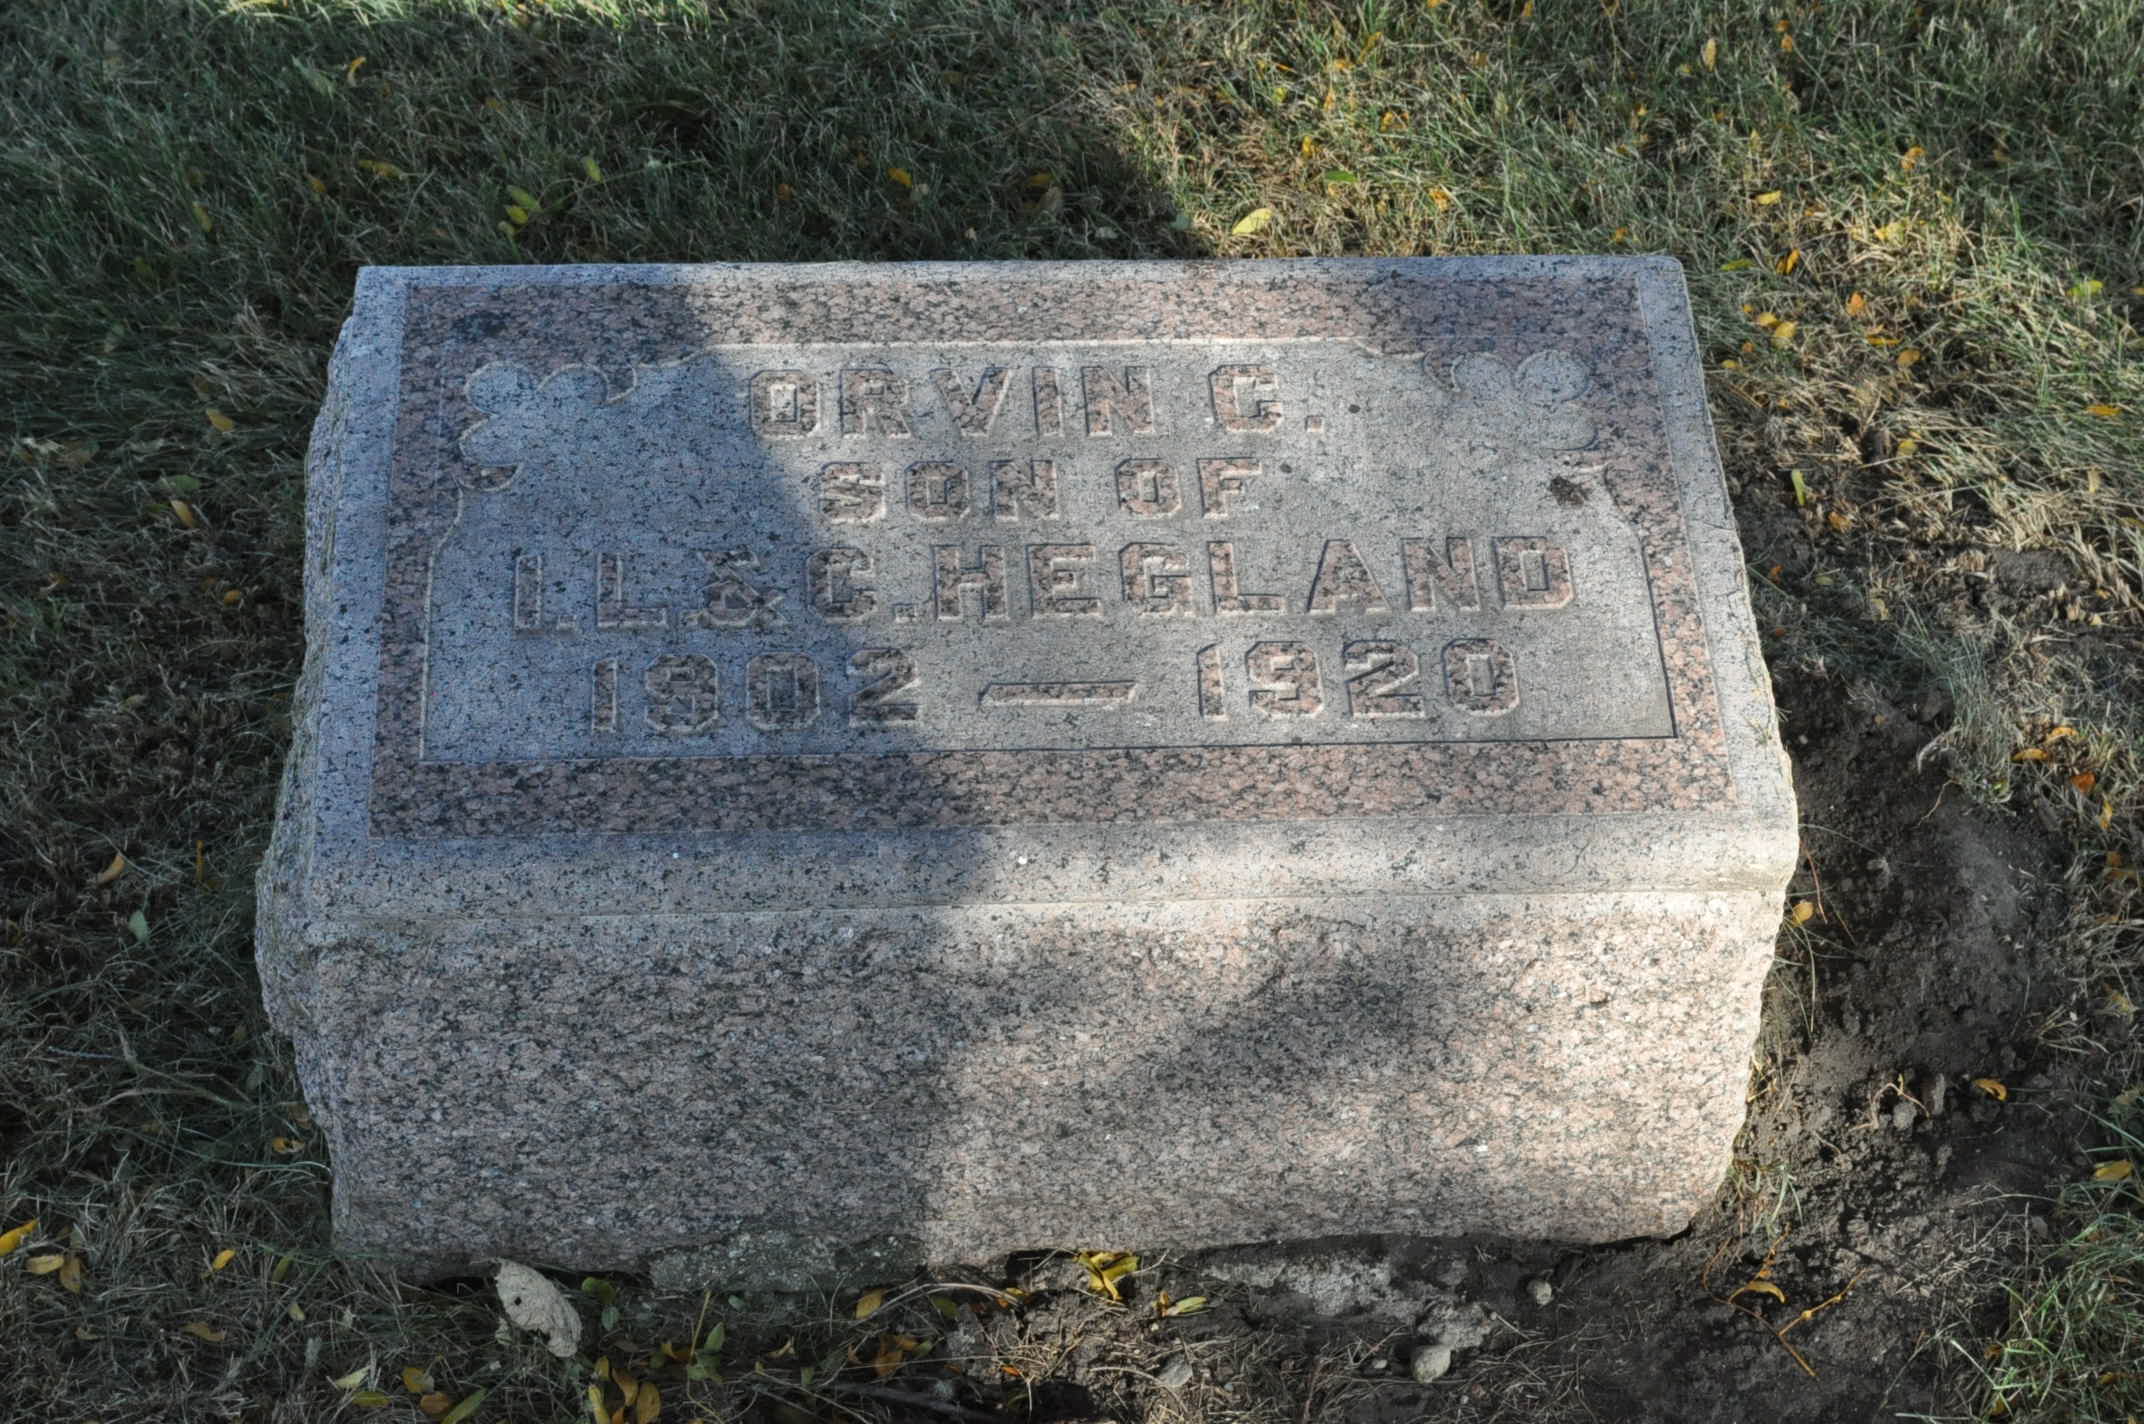 ORVIN C.
SON OF
I. L. & C. HEGLAND
1902 — 1920